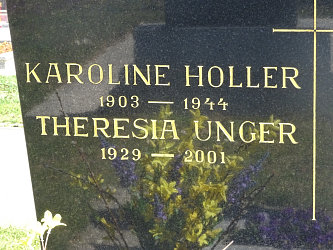 KAROLINE HOLLER
1903 — 1944
THERESIA UNGER
1929 — 2001